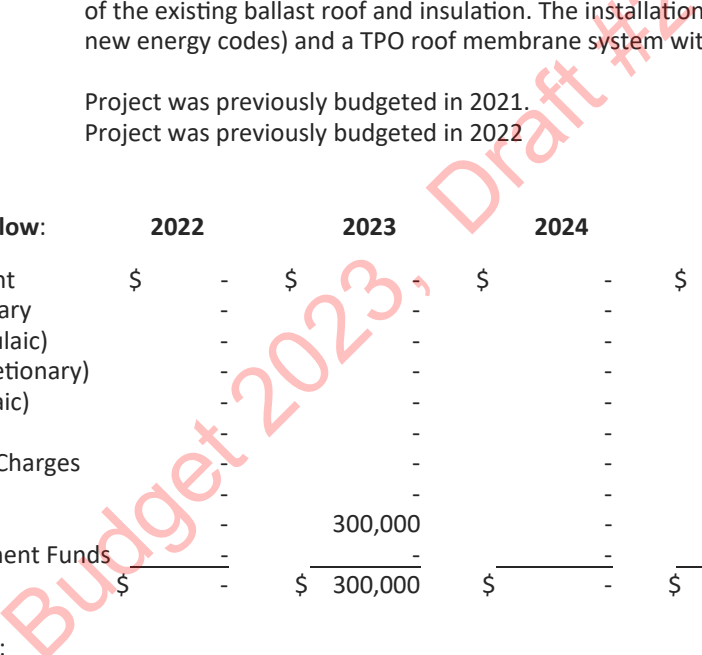 of the existing ballast roof and insulation. The installation
new energy codes) and a TPO roof membrane system wit
Project was previously budgeted in 2021.
Project was previously budgeted in 2022
low: 2022 2023 2024
nt $ - $ - $ - $
ary - - -
ulaic) - - -
etionary) - - -
aic) - - -
- - -
Charges - - -
- - -
- 300,000 -
nent Funds - - -
$ - $ 300,000 $ - $
:
Budget 2023, Draft #2